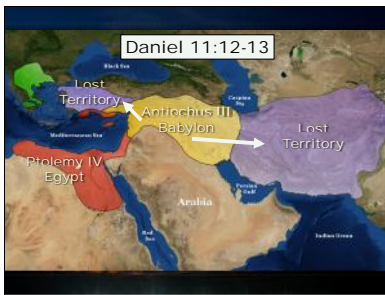 Daniel 11:12-13
Black Sea
Lost
Territory
Caspian
Sea
Antiochus III
Babylon
Lost
Territory
Mediterranean Sea
Ptolemy IV
Egypt
Persian
Gulf
Arabia
Red
Sea
Indian Ocean